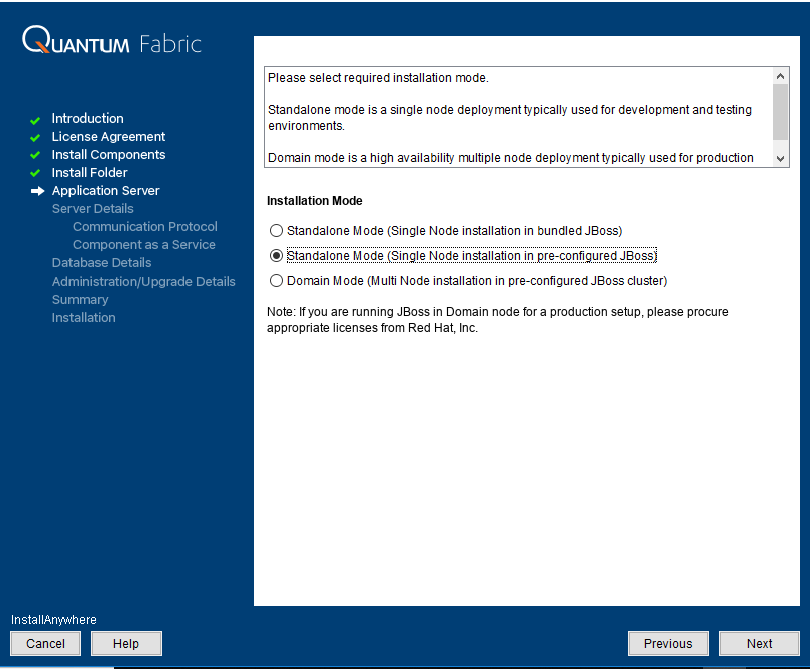 QUANTUM Fabric
Introduction
License Agreement
Install Components
Install Folder
Application Server
Server Details
Communication Protocol
Component as a Service
Database Details
Administration/Upgrade Details
Summary
Installation
Please select required installation mode.
Standalone mode is a single node deployment typically used for development and testing
environments.
Domain mode is a high availability multiple node deployment typically used for production
Installation Mode
Standalone Mode (Single Node installation in bundled JBoss)
Standalone Mode (Single Node installation in pre-configured JBoss)
Domain Mode (Multi Node installation in pre-configured JBoss cluster)
Note: If you are running JBoss in Domain node for a production setup, please procure
appropriate licenses from Red Hat, Inc.
InstallAnywhere
Cancel Help Previous Next